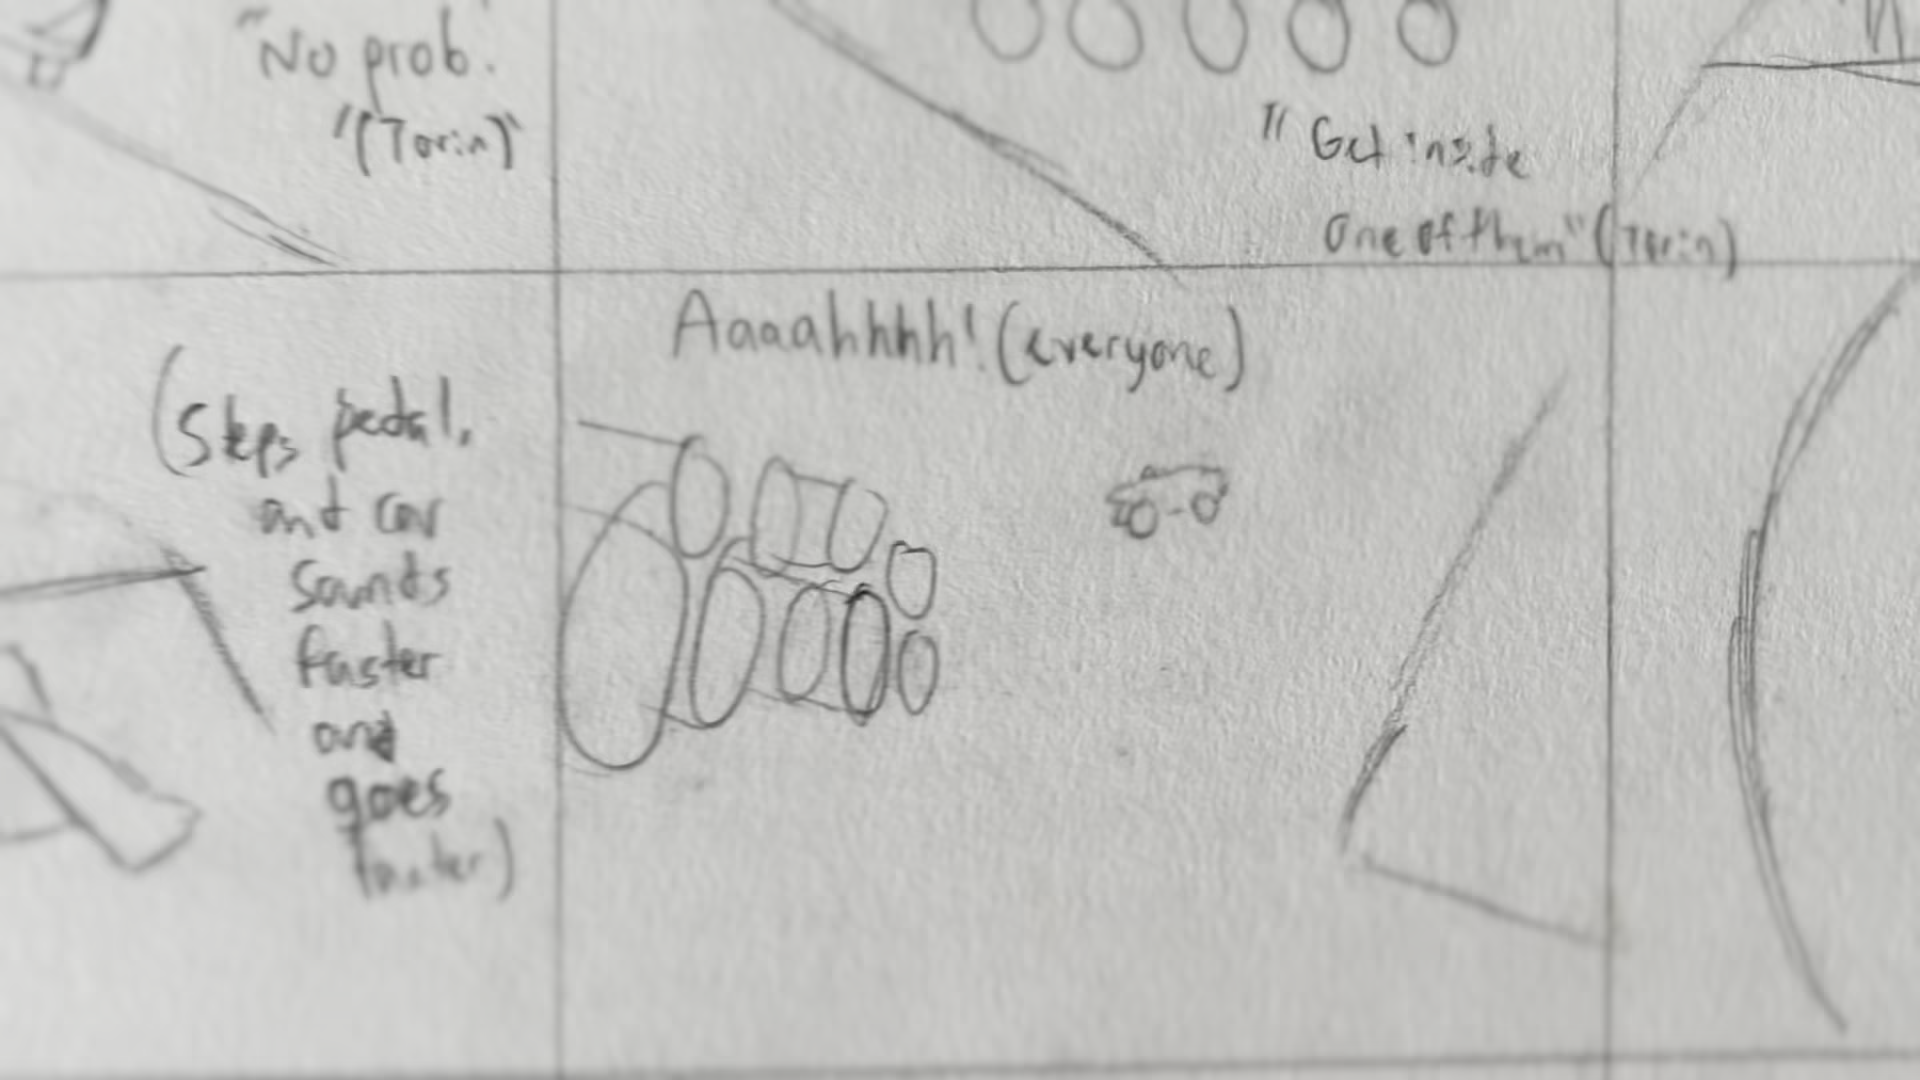 "No prob."
"(Torin)"
" Get inside
One of them" (Torin)
Aaaahhhh! (everyone)
(Steps pedal,
and car
sounds
faster
and
goes
faster)